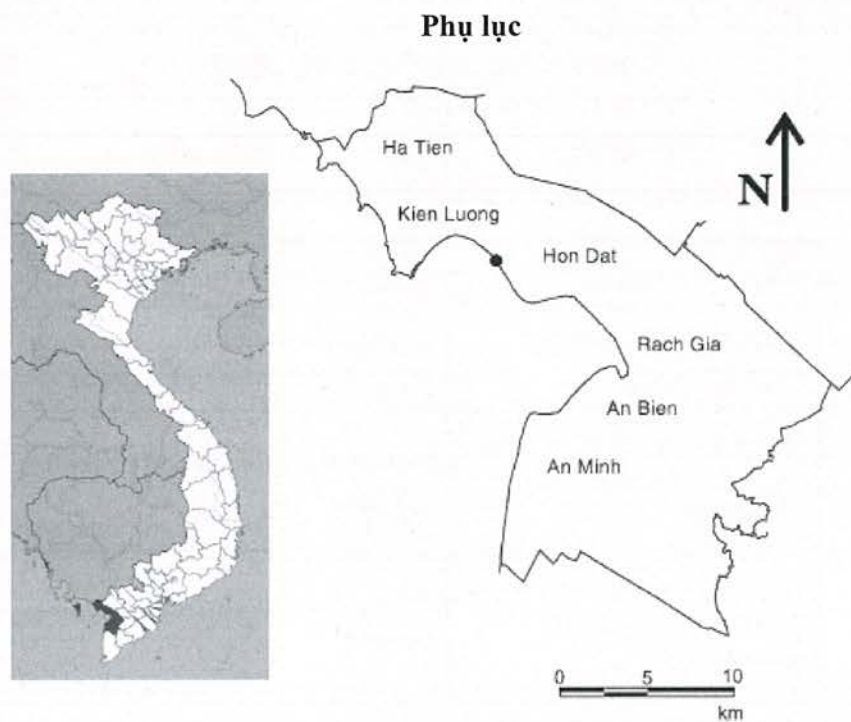 Phụ lục
Ha Tien
N
Kien Luong
Hon Dat
Rach Gia
An Bien
An Minh
0 5 10
km